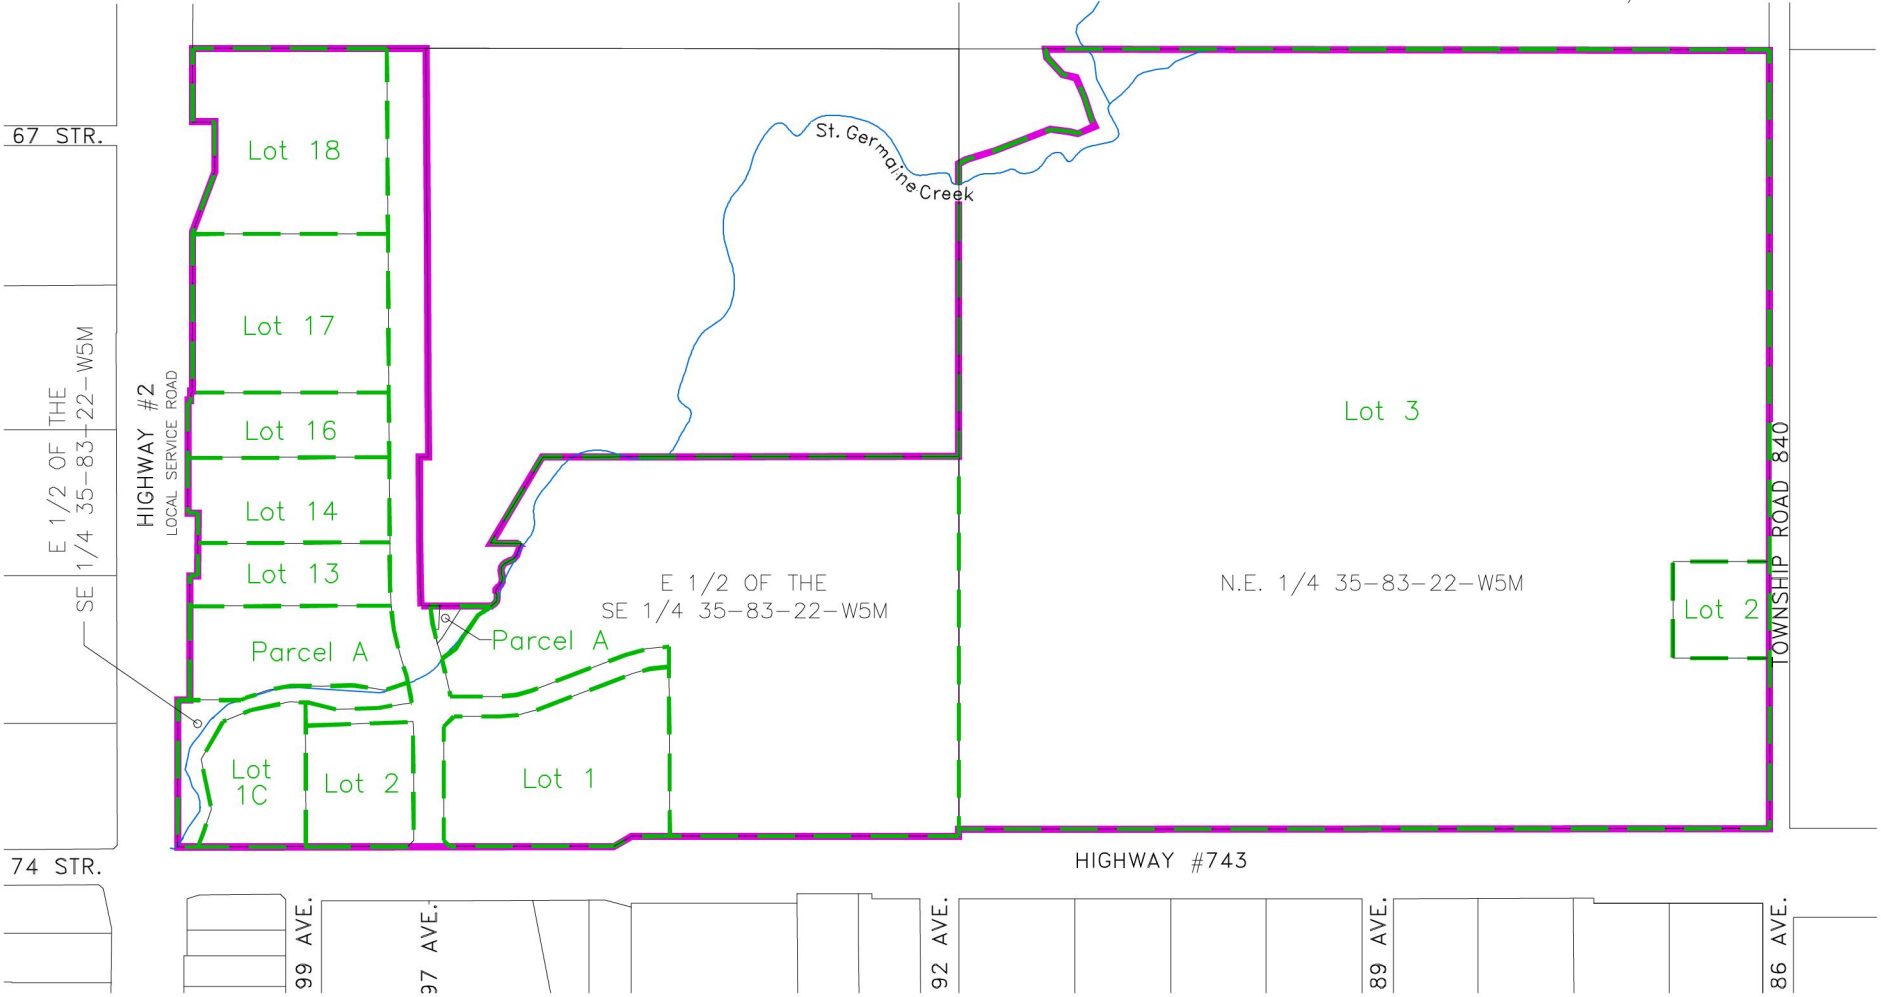 67 STR.
Lot 18
St. Germaine Creek
Lot 17
E 1/2 OF THE
SE 1/4 35-83-22-W5M
HIGHWAY #2
LOCAL SERVICE ROAD
Lot 16
Lot 3
Lot 14
Lot 13
E 1/2 OF THE
SE 1/4 35-83-22-W5M
N.E. 1/4 35-83-22-W5M
TOWNSHIP ROAD 840
Lot 2
Parcel A
Parcel A
Lot
1C
Lot 2
Lot 1
74 STR.
HIGHWAY #743
99 AVE.
97 AVE.
92 AVE.
89 AVE.
86 AVE.